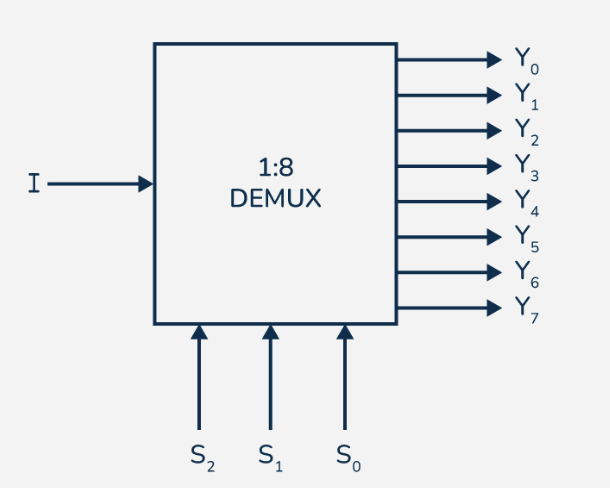 1:8
DEMUX
I
Y₀
Y₁
Y₂
Y₃
Y₄
Y₅
Y₆
Y₇
S₂ S₁ S₀